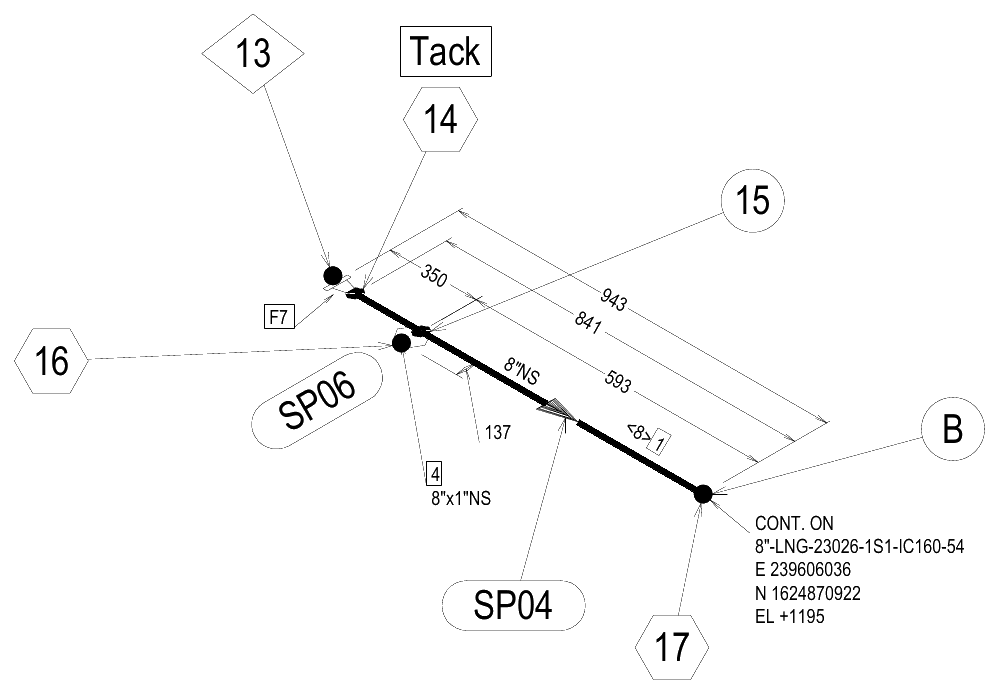 13
Tack
14
15
350
943
841
F7
16
SP06
8"NS
593
137
<8> 1
B
4
8"x1"NS
CONT. ON
8"-LNG-23026-1S1-IC160-54
E 239606036
N 1624870922
EL +1195
SP04
17